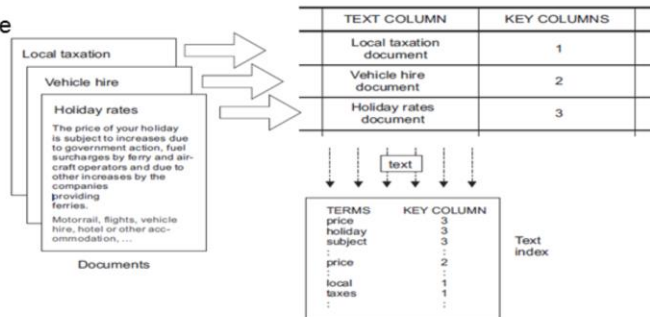 e
Local taxation
Vehicle hire
Holiday rates
The price of your holiday
is subject to increases due
to government action, fuel
surcharges by ferry and air-
craft operators and due to
other increases by the
companies
providing
ferries.
Motorrail, flights, vehicle
hire, hotel or other acc-
ommodation, ...
Documents
TEXT COLUMN KEY COLUMNS
Local taxation
document 1
Vehicle hire
document 2
Holiday rates
document 3
text
TERMS KEY COLUMN
price 3
holiday 3
subject 3
: :
price 2
: :
local 1
taxes 1
: :
Text
index